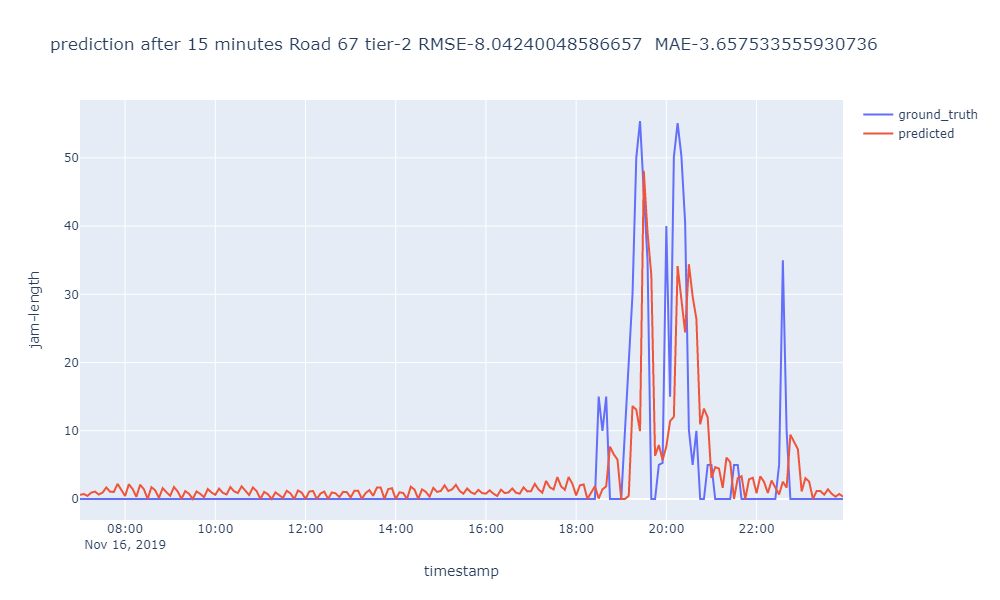 prediction after 15 minutes Road 67 tier-2 RMSE-8.04240048586657  MAE-3.657533555930736
ground_truth
predicted
jam-length
50
40
30
20
10
0
08:00 10:00 12:00 14:00 16:00 18:00 20:00 22:00
Nov 16, 2019
timestamp